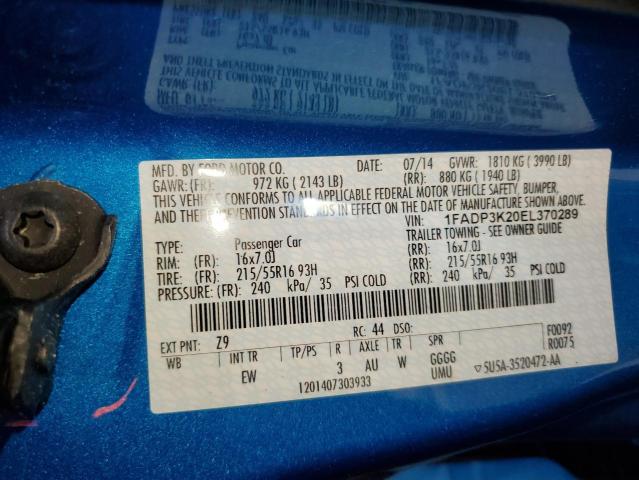 MFD. BY FORD MOTOR CO. DATE: 07/14 GVWR: 1810 KG ( 3990 LB)
GAWR: (FR): 972 KG ( 2143 LB) (RR): 880 KG ( 1940 LB)
THIS VEHICLE CONFORMS TO ALL APPLICABLE FEDERAL MOTOR VEHICLE SAFETY, BUMPER,
AND THEFT PREVENTION STANDARDS IN EFFECT ON THE DATE OF MANUFACTURE SHOWN ABOVE.
VIN: 1FADP3K20EL370289
TYPE: Passenger Car TRAILER TOWING - SEE OWNER GUIDE
RIM: (FR): 16x7.0J (RR): 16x7.0J
TIRE: (FR): 215/55R16 93H (RR): 215/55R16 93H
PRESSURE: (FR): 240 kPa/ 35 PSI COLD (RR): 240 kPa/ 35 PSI COLD
EXT PNT: Z9 RC: 44 DSO: F0092
WB INT TR TP/PS R AXLE TR SPR R0075
EW 3 AU W GGGG
UMU
1201407303933 5U5A-3520472-AA